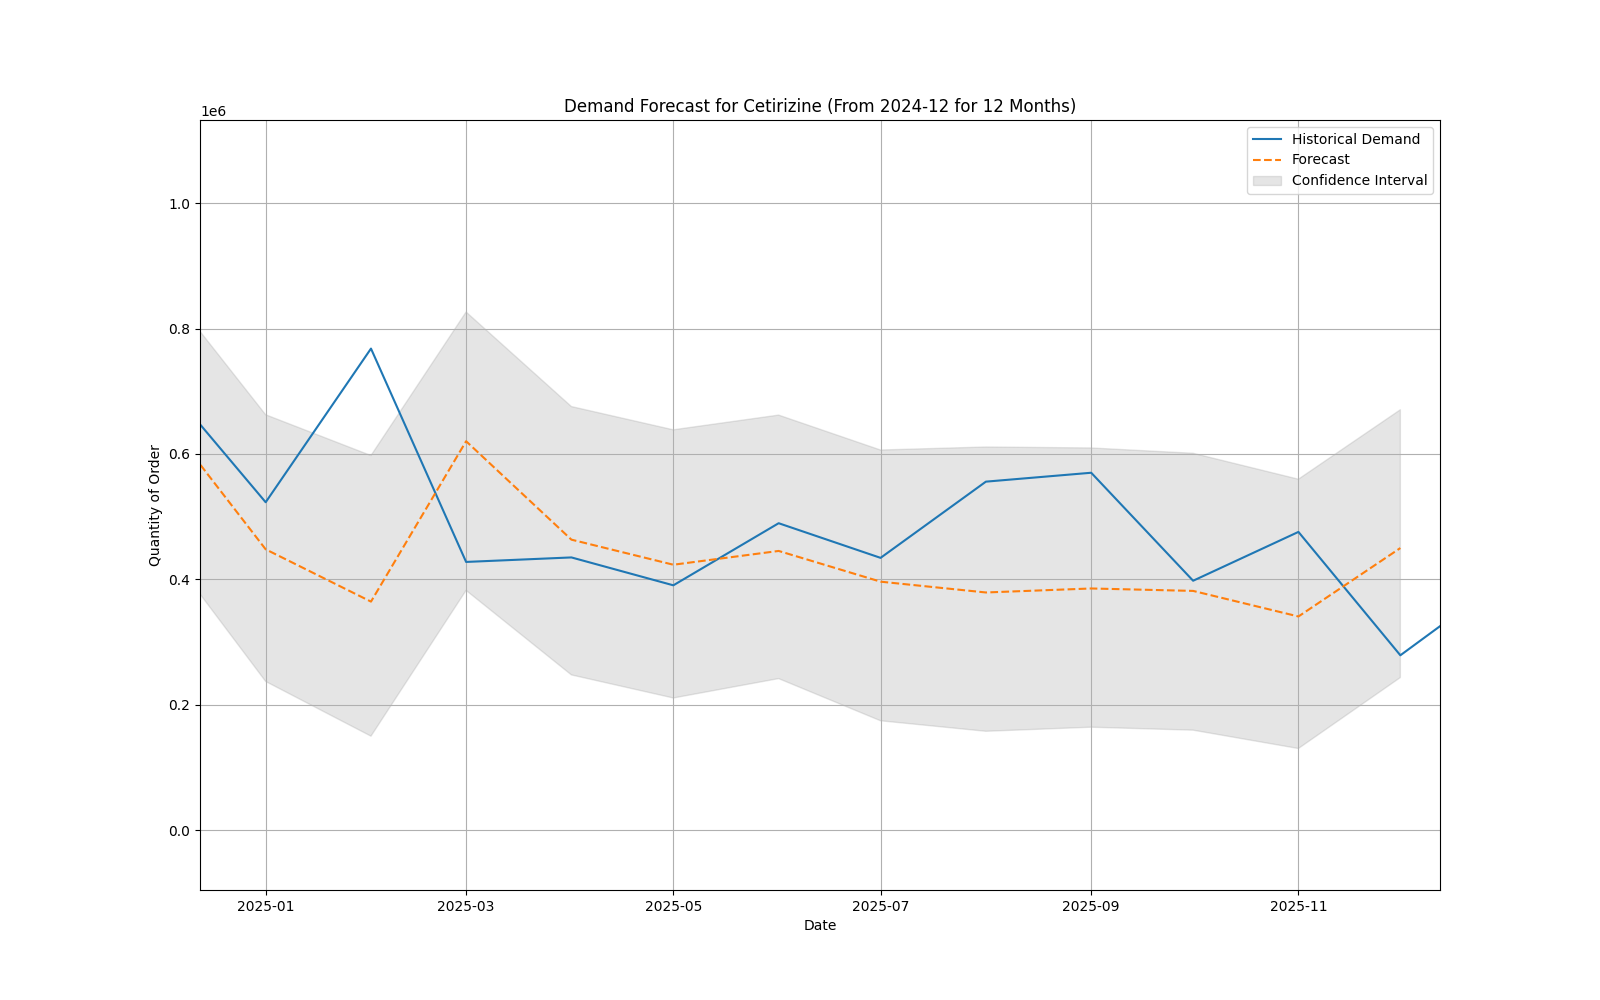 Demand Forecast for Cetirizine (From 2024-12 for 12 Months)
1e6
Historical Demand
Forecast
Confidence Interval
1.0
0.8
0.6
0.4
0.2
0.0
Quantity of Order
2025-01 2025-03 2025-05 2025-07 2025-09 2025-11
Date